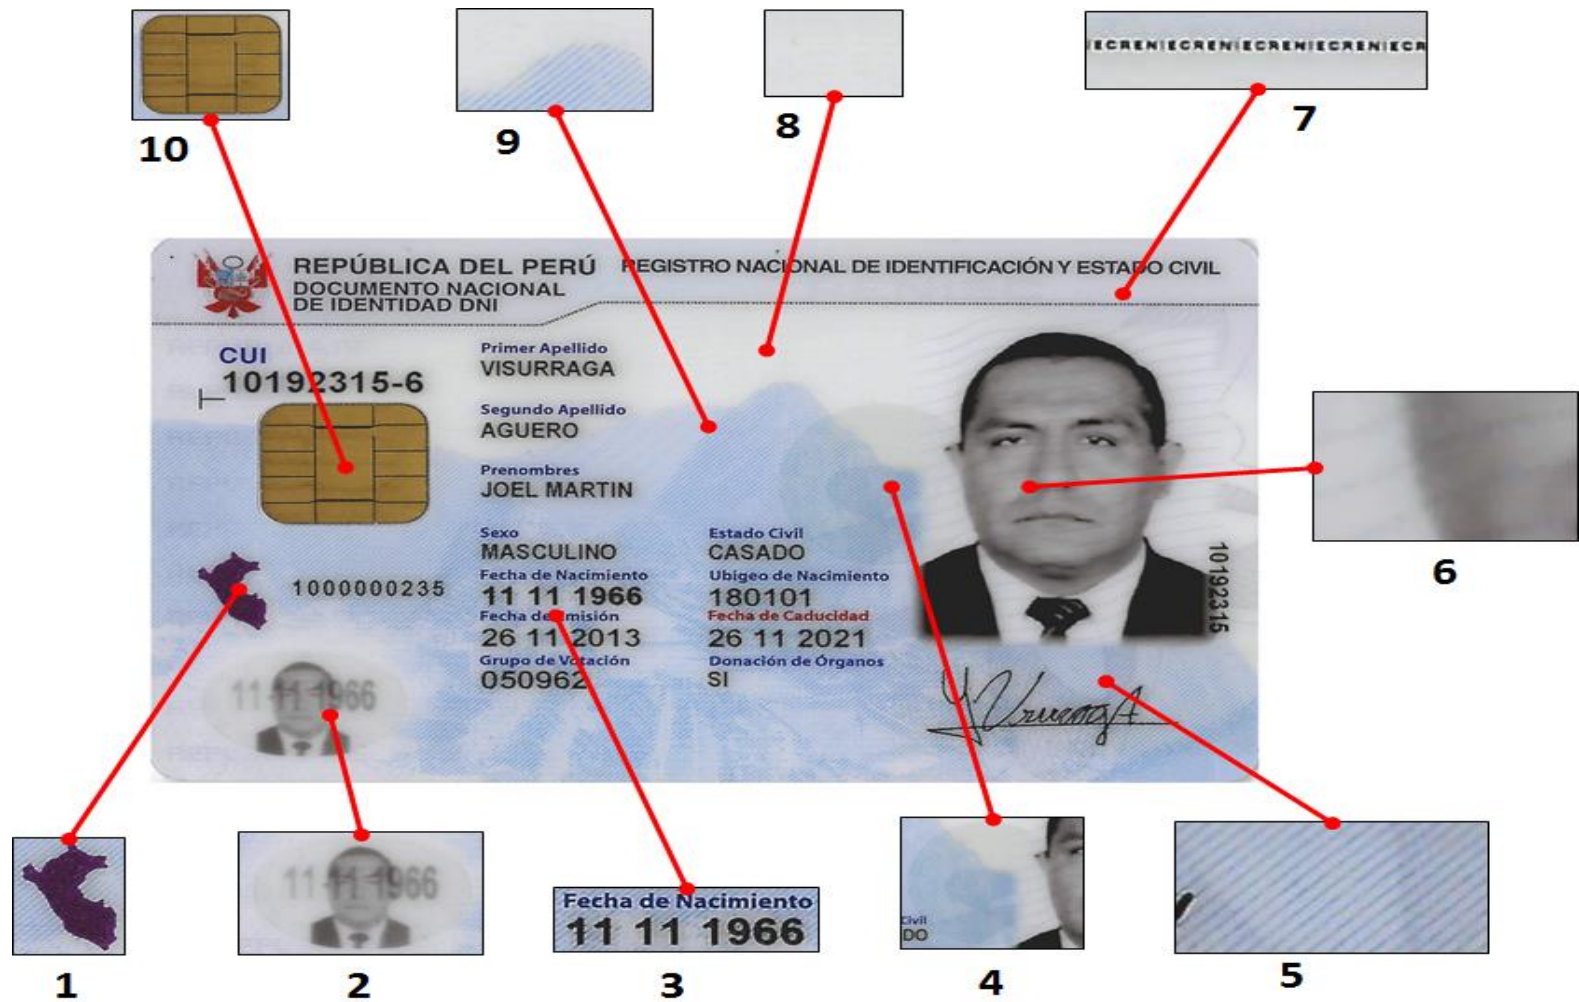 10
9
8
IECRENIECRENIECRENIECRENIECR
7
REPÚBLICA DEL PERÚ
REGISTRO NACIONAL DE IDENTIFICACIÓN Y ESTADO CIVIL
DOCUMENTO NACIONAL
DE IDENTIDAD DNI
CUI
10192315-6
Primer Apellido
VISURRAGA
Segundo Apellido
AGUERO
Prenombres
JOEL MARTIN
Sexo
MASCULINO
Estado Civil
CASADO
Fecha de Nacimiento
11 11 1966
Ubigeo de Nacimiento
180101
Fecha de Emisión
26 11 2013
Fecha de Caducidad
26 11 2021
Grupo de Votación
050962
Donación de Órganos
SI
1000000235
11 11 1966
10192315
6
11 11 1966
Fecha de Nacimiento
11 11 1966
Civil
DO
1
2
3
4
5